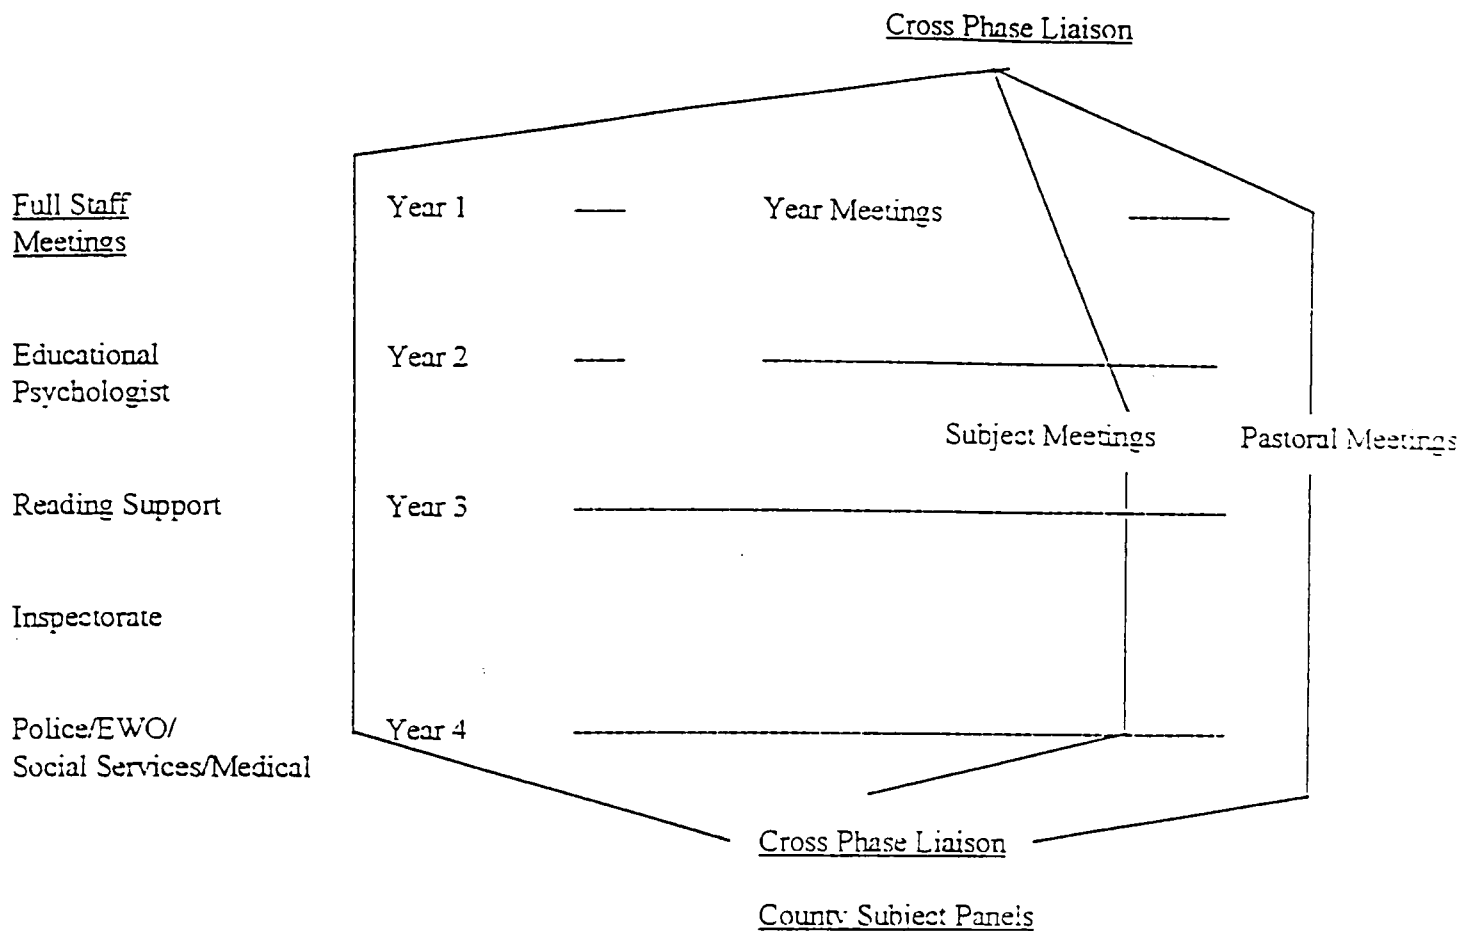 Cross Phase Liaison
Full Staff
Meetings
Year 1
Year Meetings
Educational
Psychologist
Year 2
Subject Meetings
Pastoral Meetings
Reading Support
Year 3
Inspectorate
Police/EWO/
Social Services/Medical
Year 4
Cross Phase Liaison
County Subject Panels